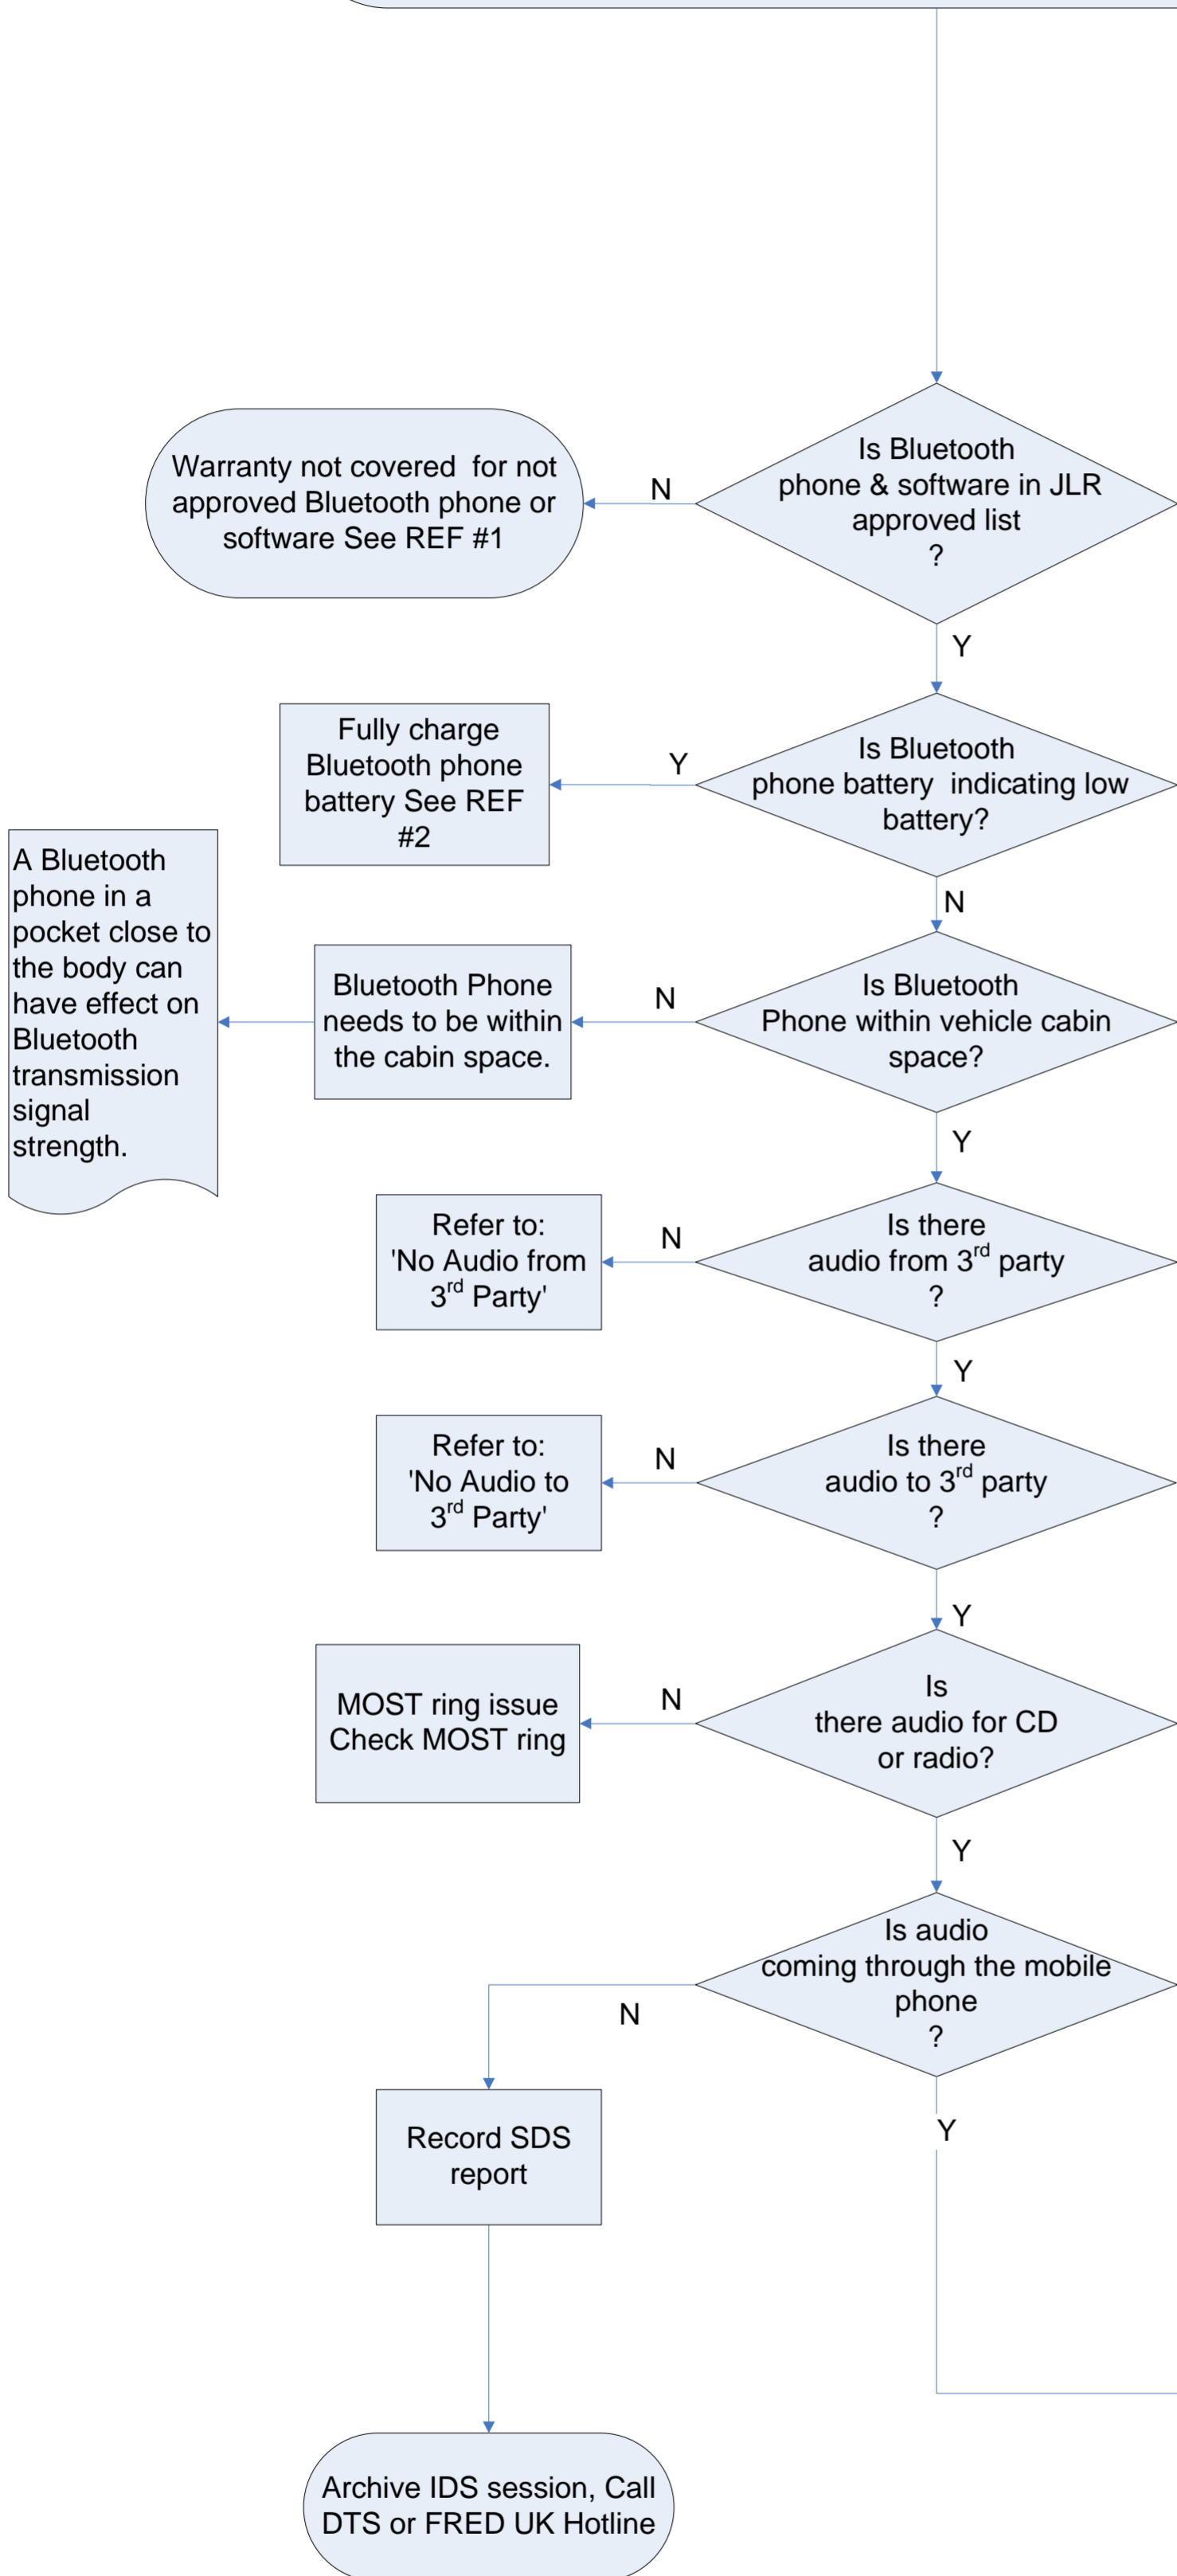 Is Bluetooth
phone & software in JLR
approved list
?
N
Warranty not covered for not
approved Bluetooth phone or
software See REF #1
Y
Is Bluetooth
phone battery indicating low
battery?
Y
Fully charge
Bluetooth phone
battery See REF
#2
N
Is Bluetooth
Phone within vehicle cabin
space?
N
Bluetooth Phone
needs to be within
the cabin space.
A Bluetooth
phone in a
pocket close to
the body can
have effect on
Bluetooth
transmission
signal
strength.
Y
Is there
audio from 3rd party
?
N
Refer to:
'No Audio from
3rd Party'
Y
Is there
audio to 3rd party
?
N
Refer to:
'No Audio to
3rd Party'
Y
Is
there audio for CD
or radio?
N
MOST ring issue
Check MOST ring
Y
Is audio
coming through the mobile
phone
?
N
Y
Record SDS
report
Archive IDS session, Call
DTS or FRED UK Hotline